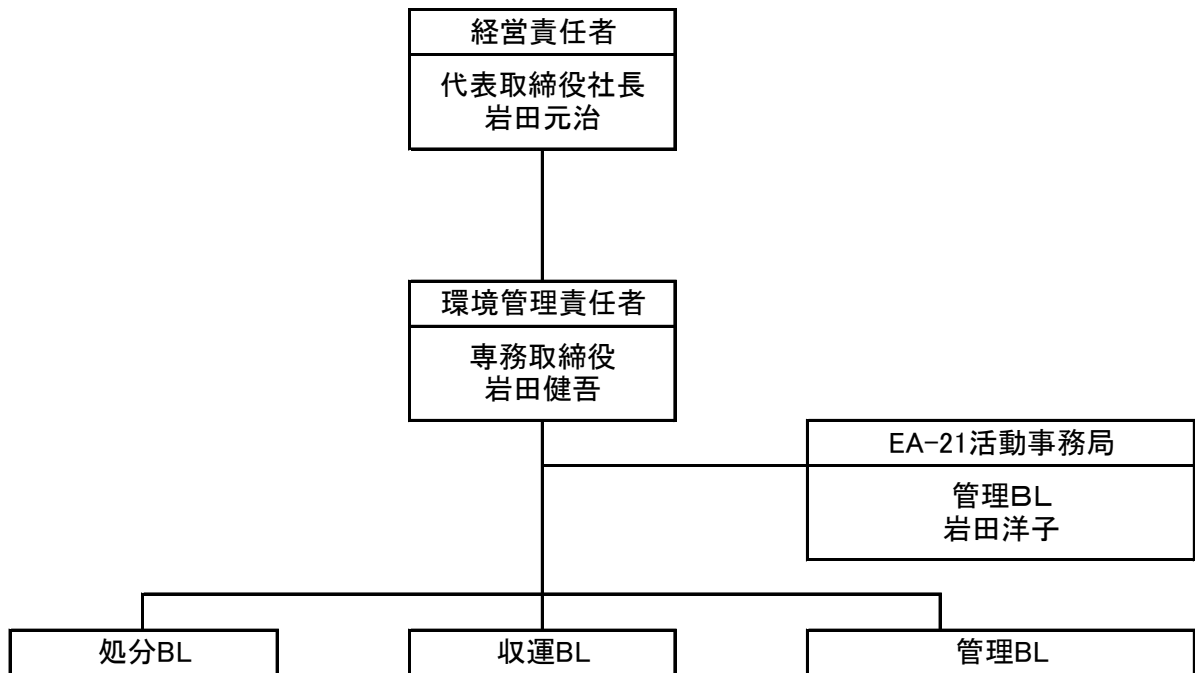 経営責任者
代表取締役社長
岩田元治
環境管理責任者
専務取締役
岩田健吾
EA-21活動事務局
管理ＢＬ
岩田洋子
処分BL
収運BL
管理BL